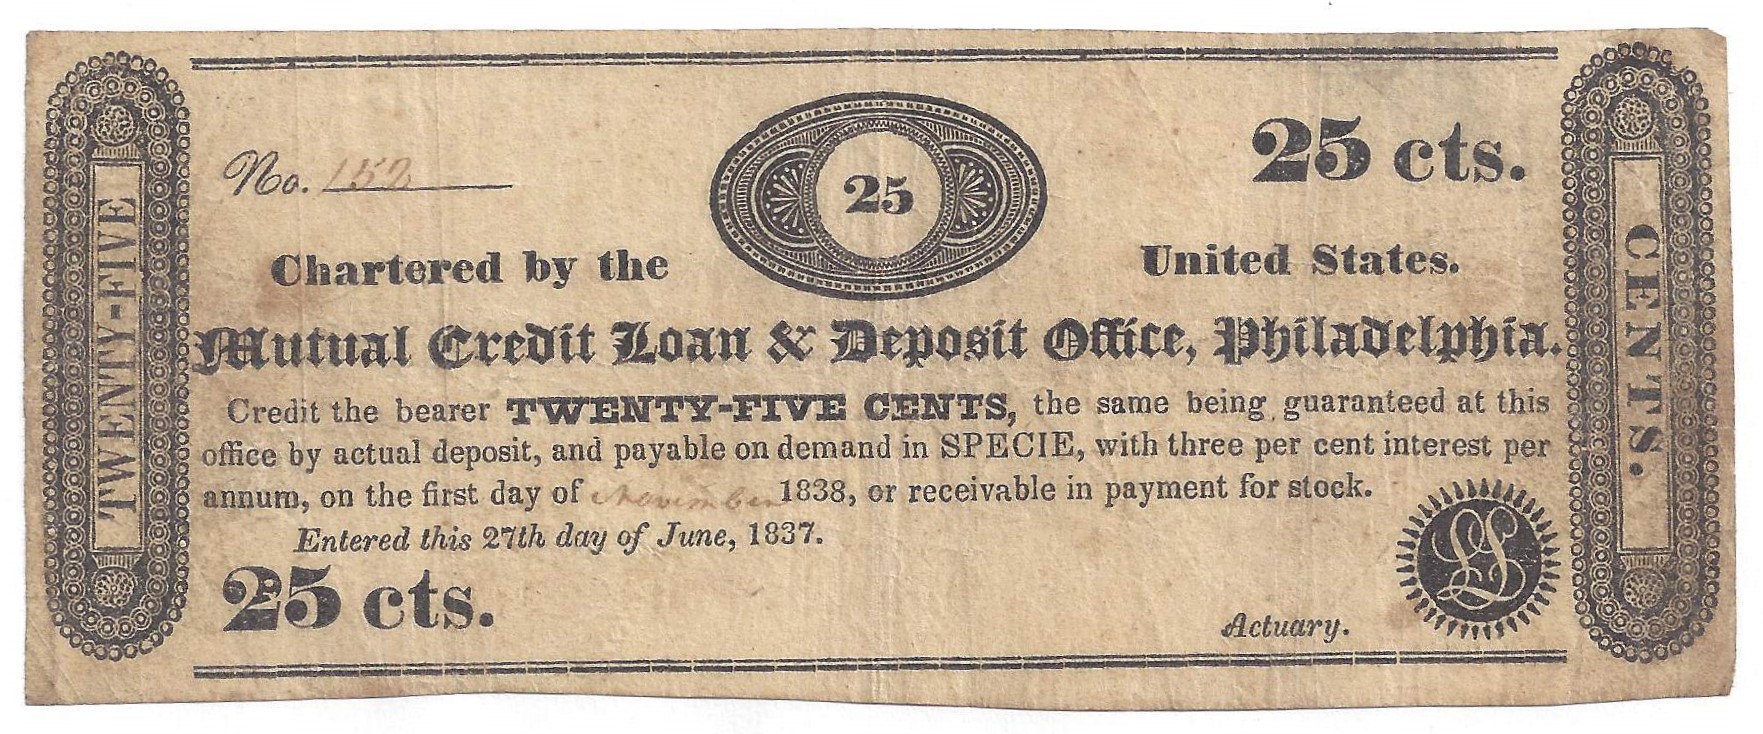 No. 152
25
25 cts.
Chartered by the United States.
Mutual Credit Loan & Deposit Office, Philadelphia.
Credit the bearer TWENTY-FIVE CENTS, the same being guaranteed at this
office by actual deposit, and payable on demand in SPECIE, with three per cent interest per
annum, on the first day of November 1838, or receivable in payment for stock.
Entered this 27th day of June, 1837.
25 cts.
Actuary.
LS
TWENTY-FIVE
CENTS.